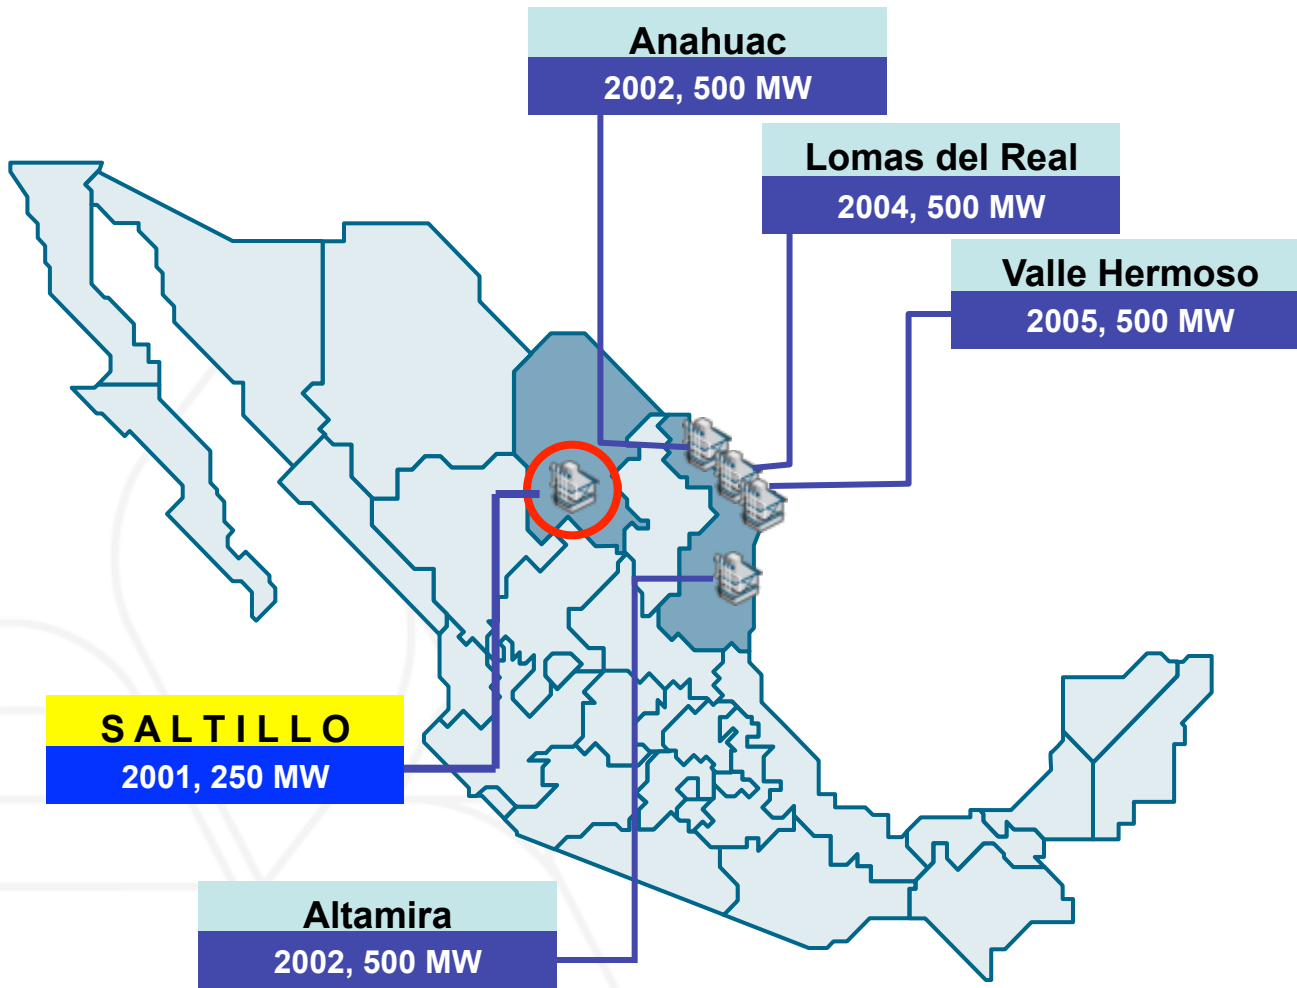 Anahuac
2002, 500 MW
Lomas del Real
2004, 500 MW
Valle Hermoso
2005, 500 MW
S A L T I L L O
2001, 250 MW
Altamira
2002, 500 MW